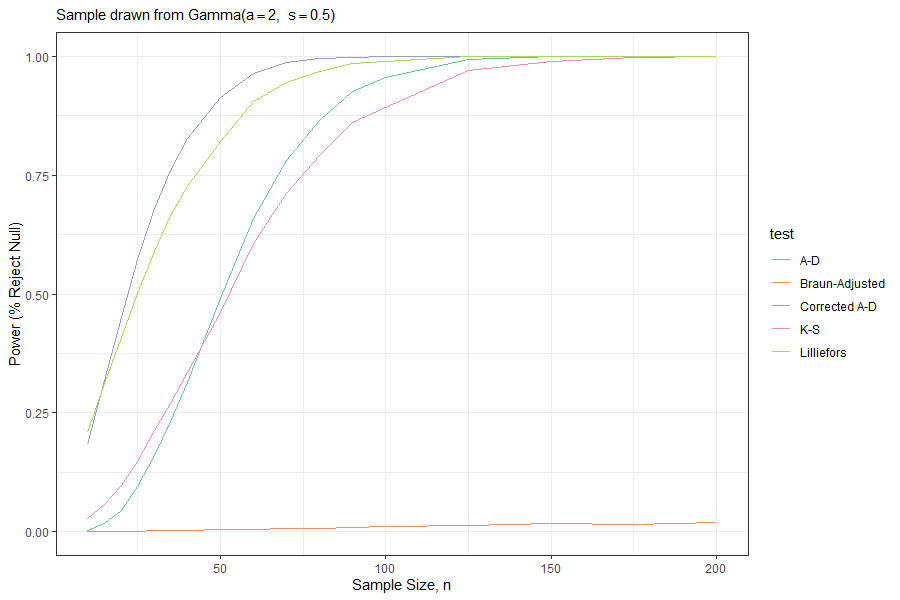 Sample drawn from Gamma(a = 2, s = 0.5)
Power (% Reject Null)
1.00
0.75
0.50
0.25
0.00
50
100
150
200
Sample Size, n
test
A-D
Braun-Adjusted
Corrected A-D
K-S
Lilliefors